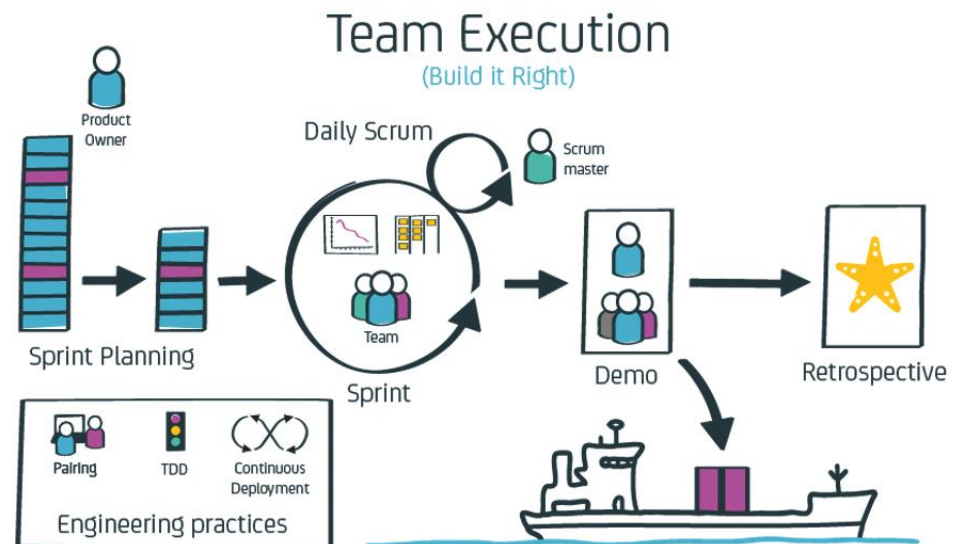 Team Execution
(Build it Right)
Product
Owner
Daily Scrum
Scrum
master
Team
Sprint Planning
Sprint
Demo
Retrospective
Pairing
TDD
Continuous
Deployment
Engineering practices